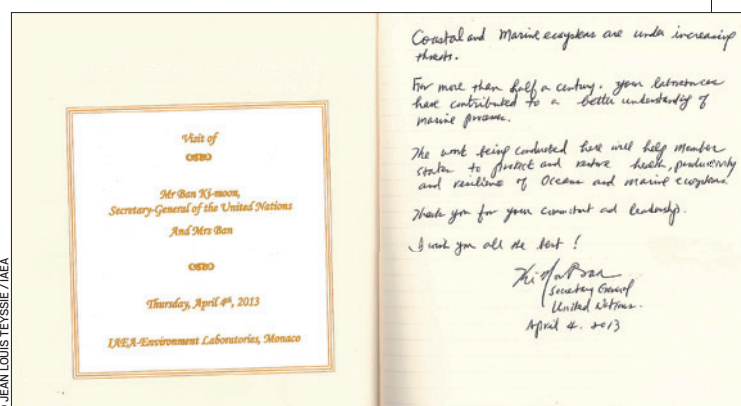 Visit of
Mr Ban Ki-moon,
Secretary-General of the United Nations
And Mrs Ban
Thursday, April 4th, 2013
IAEA-Environment Laboratories, Monaco
Coastal and Marine ecosystems are under increasing
threats.
For more than half a century, your laboratories
have contributed to a better understanding of
marine process.
The work being conducted here will help member
states to protect and restore health, productivity
and resilience of Oceans and marine ecosystems.
Thank you for your commitment and leadership.
I wish you all the best !
Ki Moon Ban
Secretary General
United Nations.
April 4. 2013
JEAN LOUIS TEYSSIE / IAEA